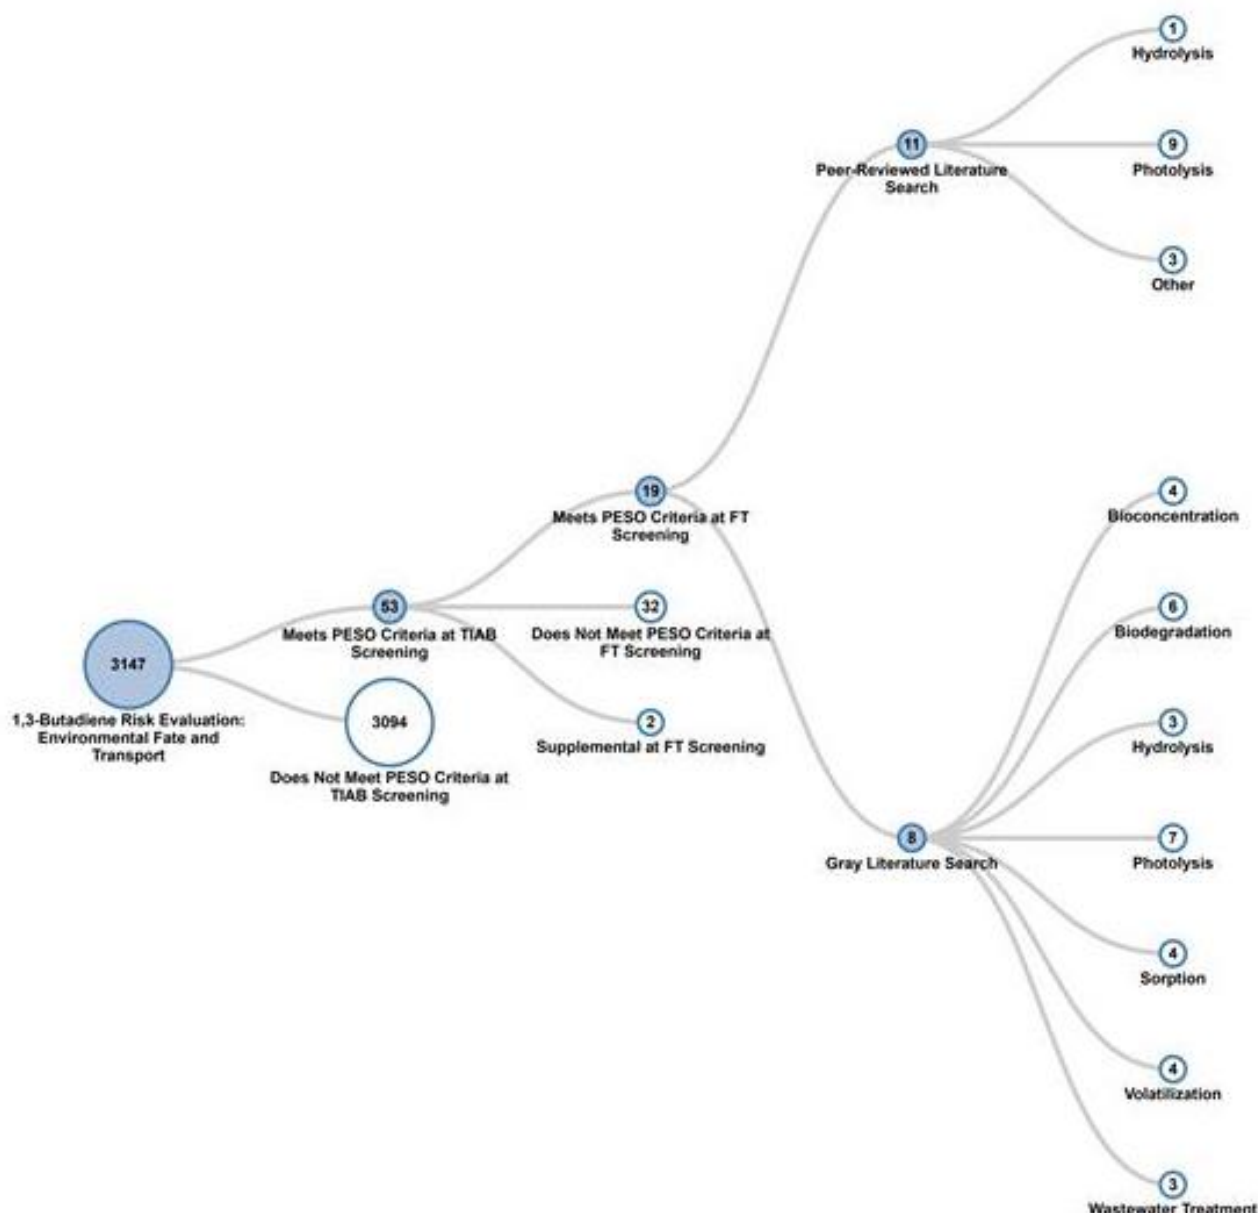 1
Hydrolysis
11
Peer-Reviewed Literature
Search
9
Photolysis
3
Other
19
Meets PESO Criteria at FT
Screening
4
Bioconcentration
53
Meets PESO Criteria at TIAB
Screening
32
Does Not Meet PESO Criteria at
FT Screening
6
Biodegradation
3147
1,3-Butadiene Risk Evaluation:
Environmental Fate and
Transport
3094
Does Not Meet PESO Criteria at
TIAB Screening
2
Supplemental at FT Screening
3
Hydrolysis
8
Gray Literature Search
7
Photolysis
4
Sorption
4
Volatilization
3
Wastewater Treatment